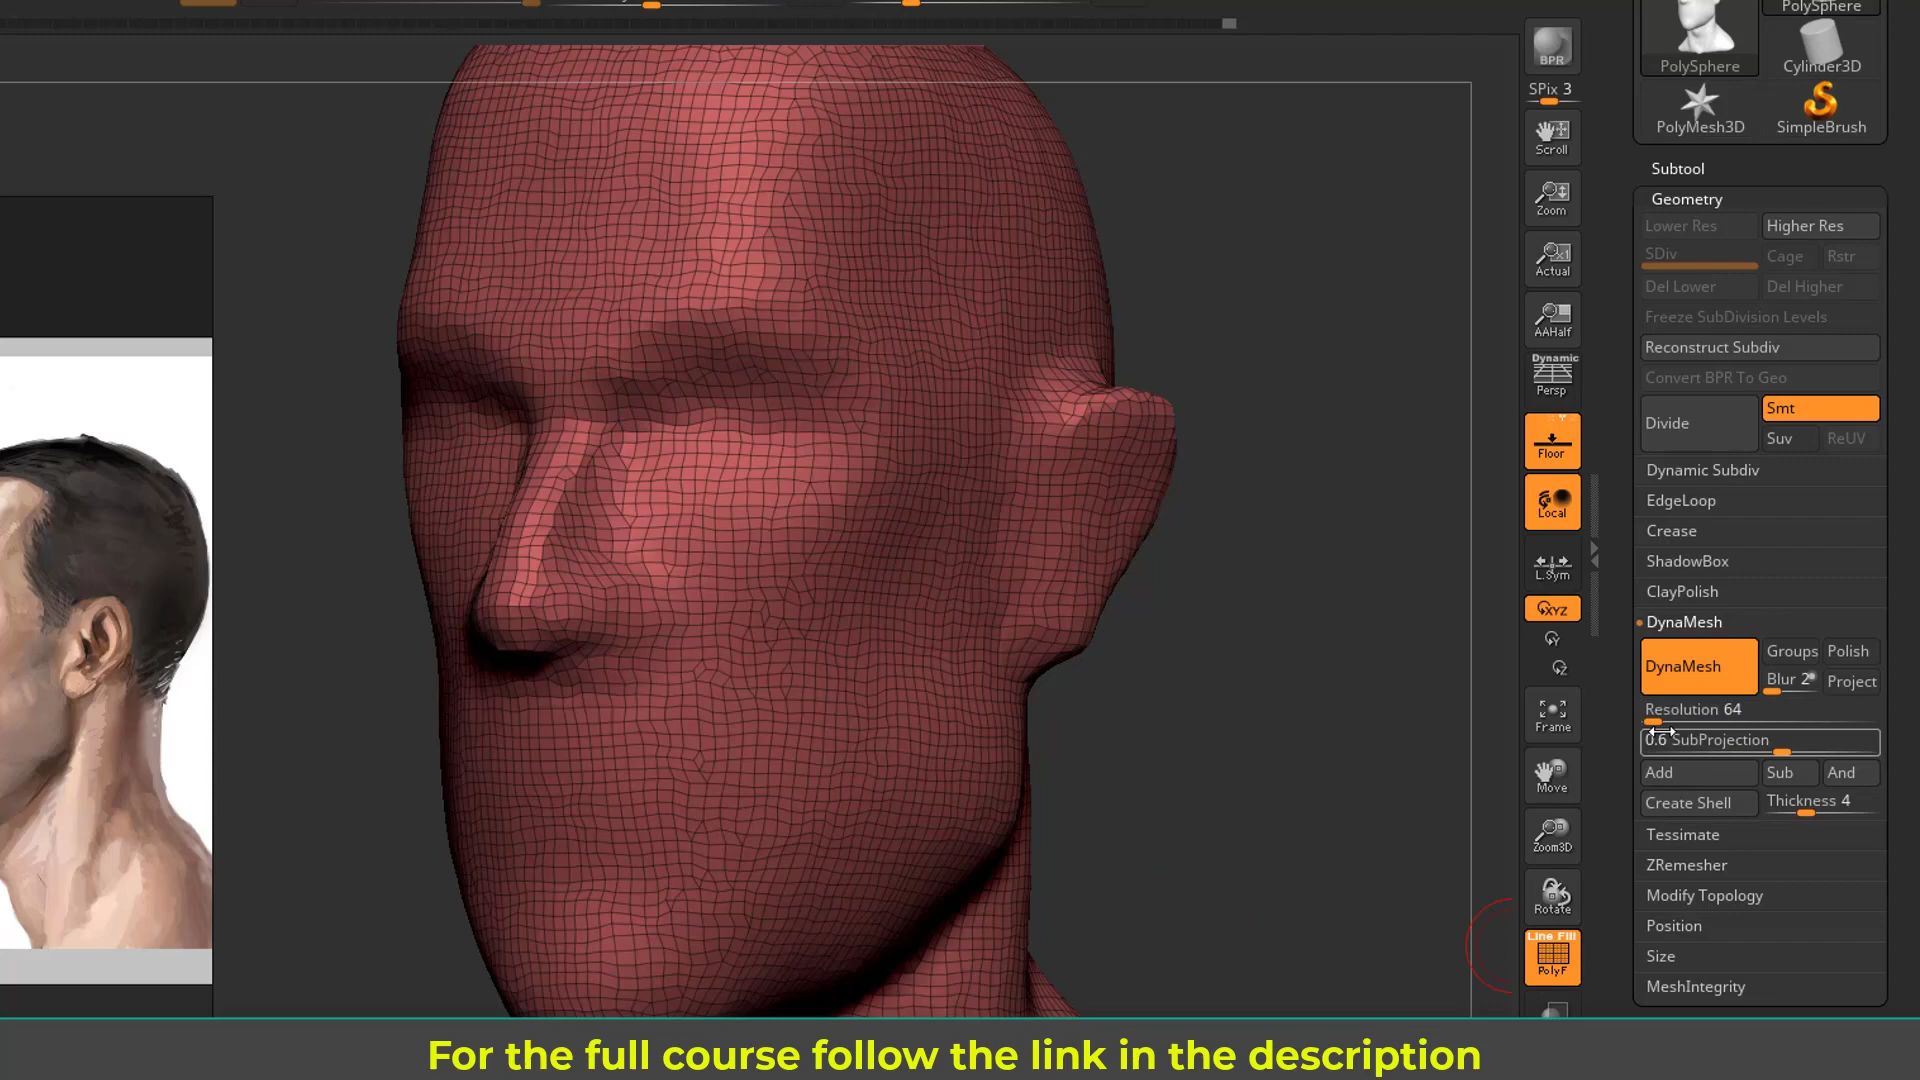 PolySphere
PolySphere
Cylinder3D
PolyMesh3D
SimpleBrush
BPR
SPix 3
Scroll
Zoom
Actual
AAHalf
Dynamic
Persp
Floor
Local
L.Sym
XYZ
Frame
Move
Zoom3D
Rotate
Line Fill
PolyF
Subtool
Geometry
Lower Res
Higher Res
SDiv
Cage
Rstr
Del Lower
Del Higher
Freeze SubDivision Levels
Reconstruct Subdiv
Convert BPR To Geo
Divide
Smt
Suv
ReUV
Dynamic Subdiv
EdgeLoop
Crease
ShadowBox
ClayPolish
DynaMesh
DynaMesh
Groups
Polish
Blur 2
Project
Resolution 64
0.6 SubProjection
Add
Sub
And
Create Shell
Thickness 4
Tessimate
ZRemesher
Modify Topology
Position
Size
MeshIntegrity
For the full course follow the link in the description